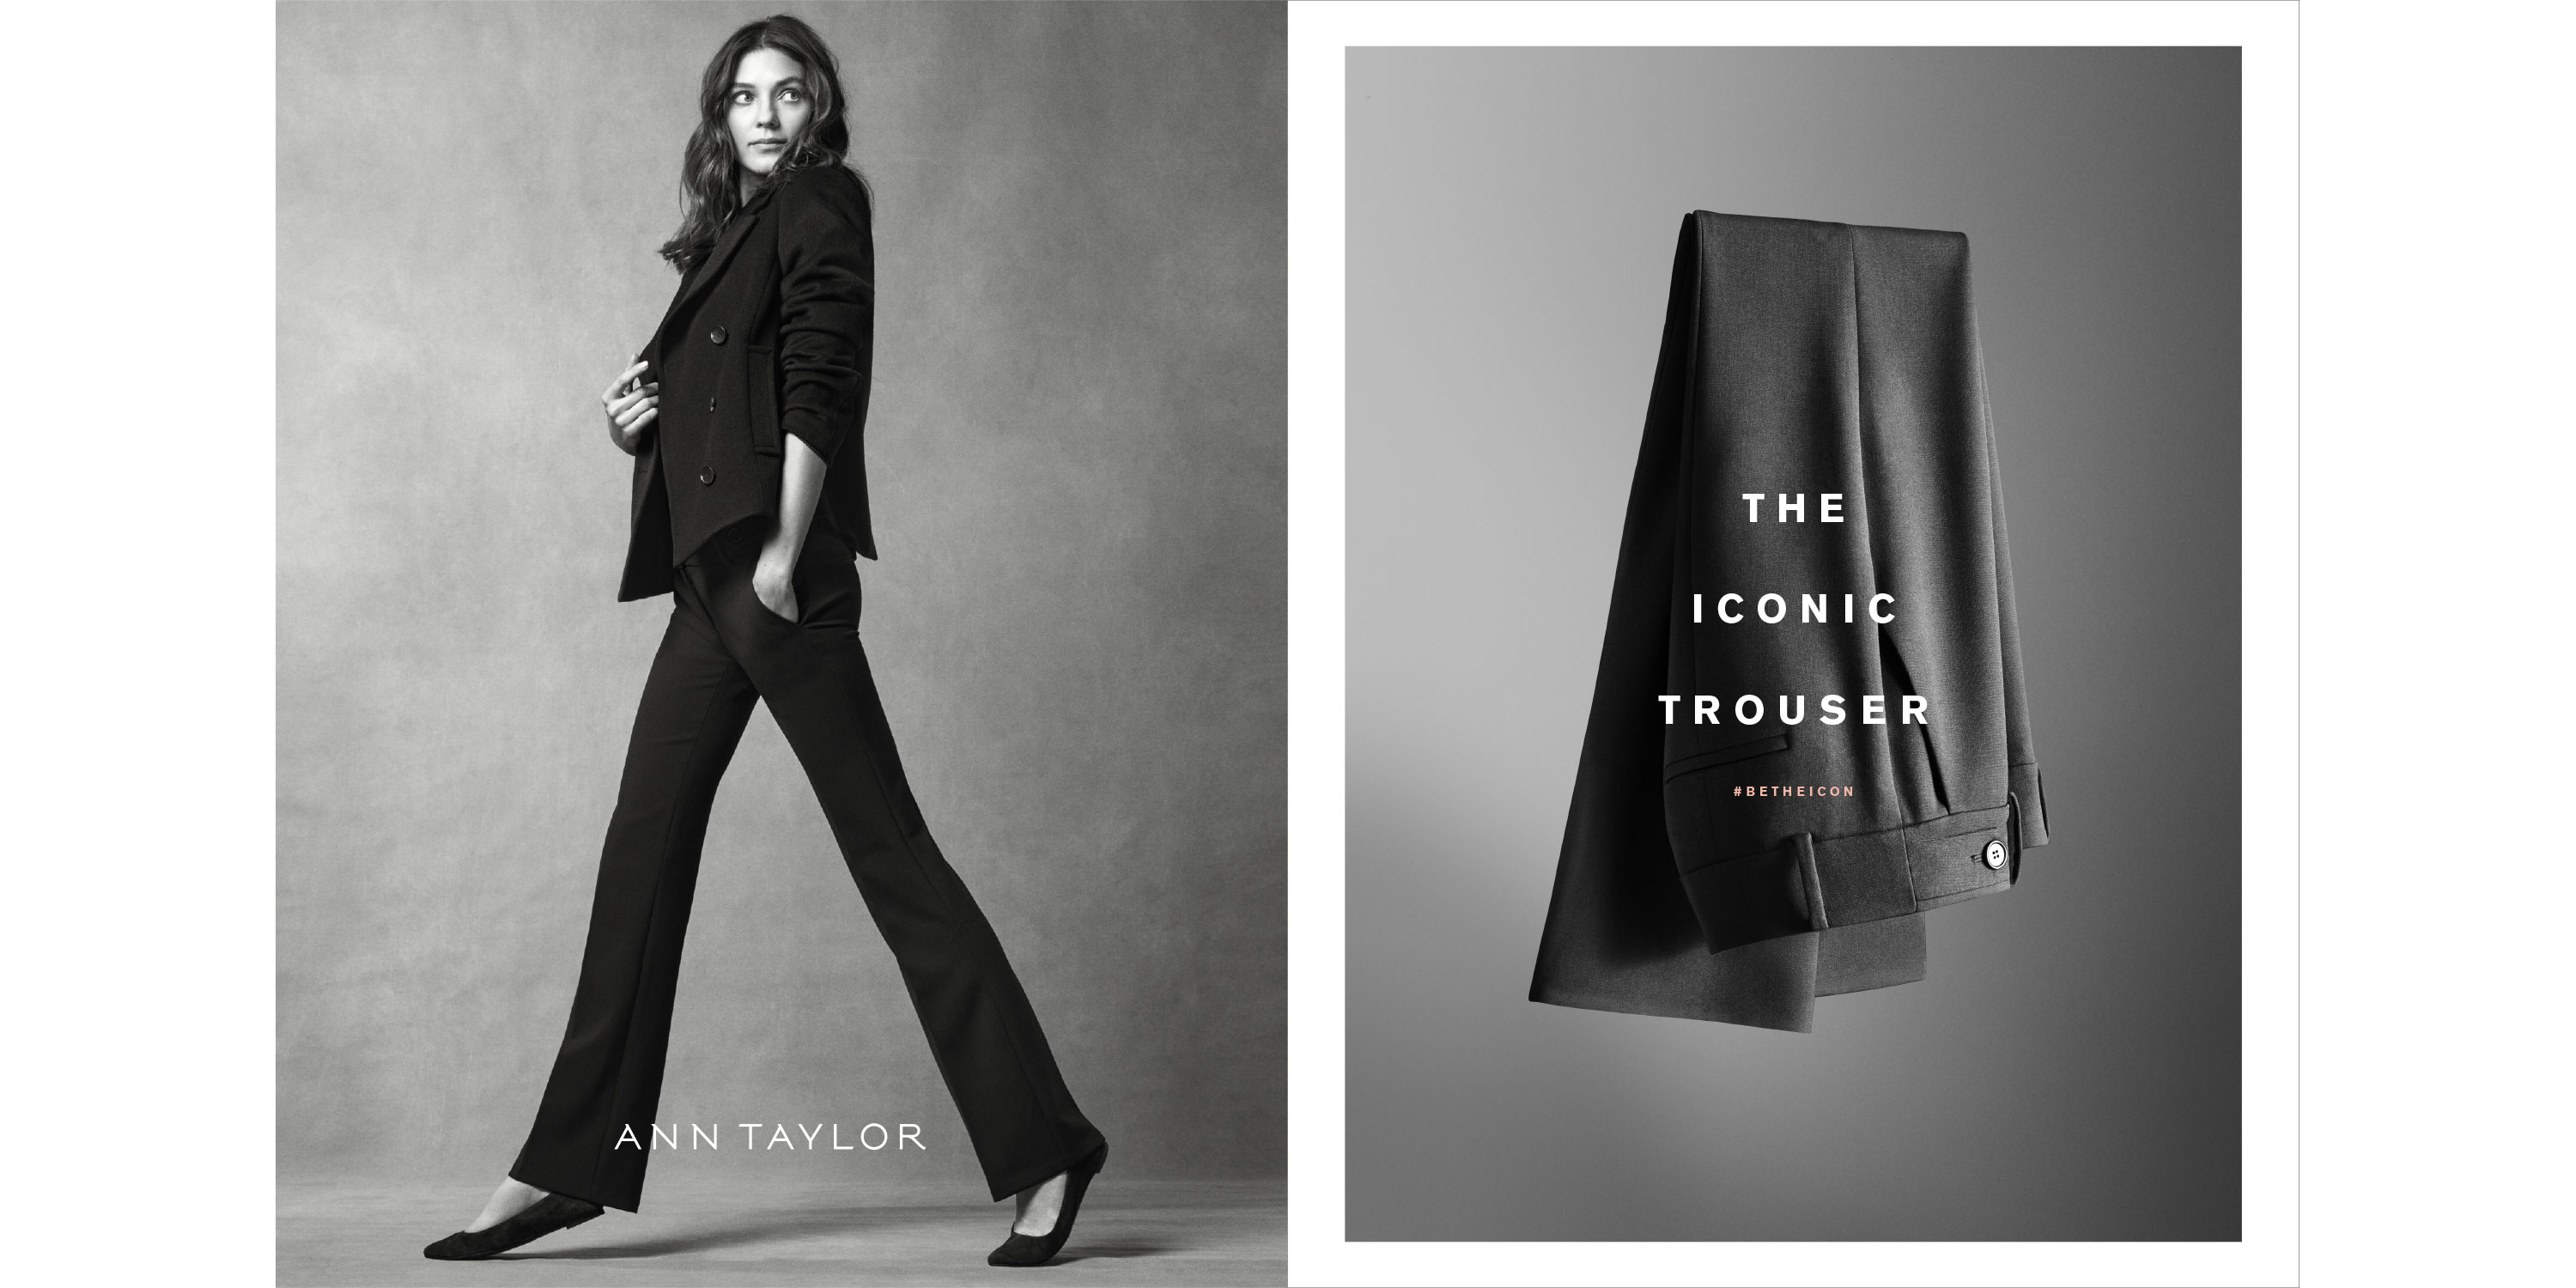 ANN TAYLOR
THE
ICONIC
TROUSER
#BETHEICON